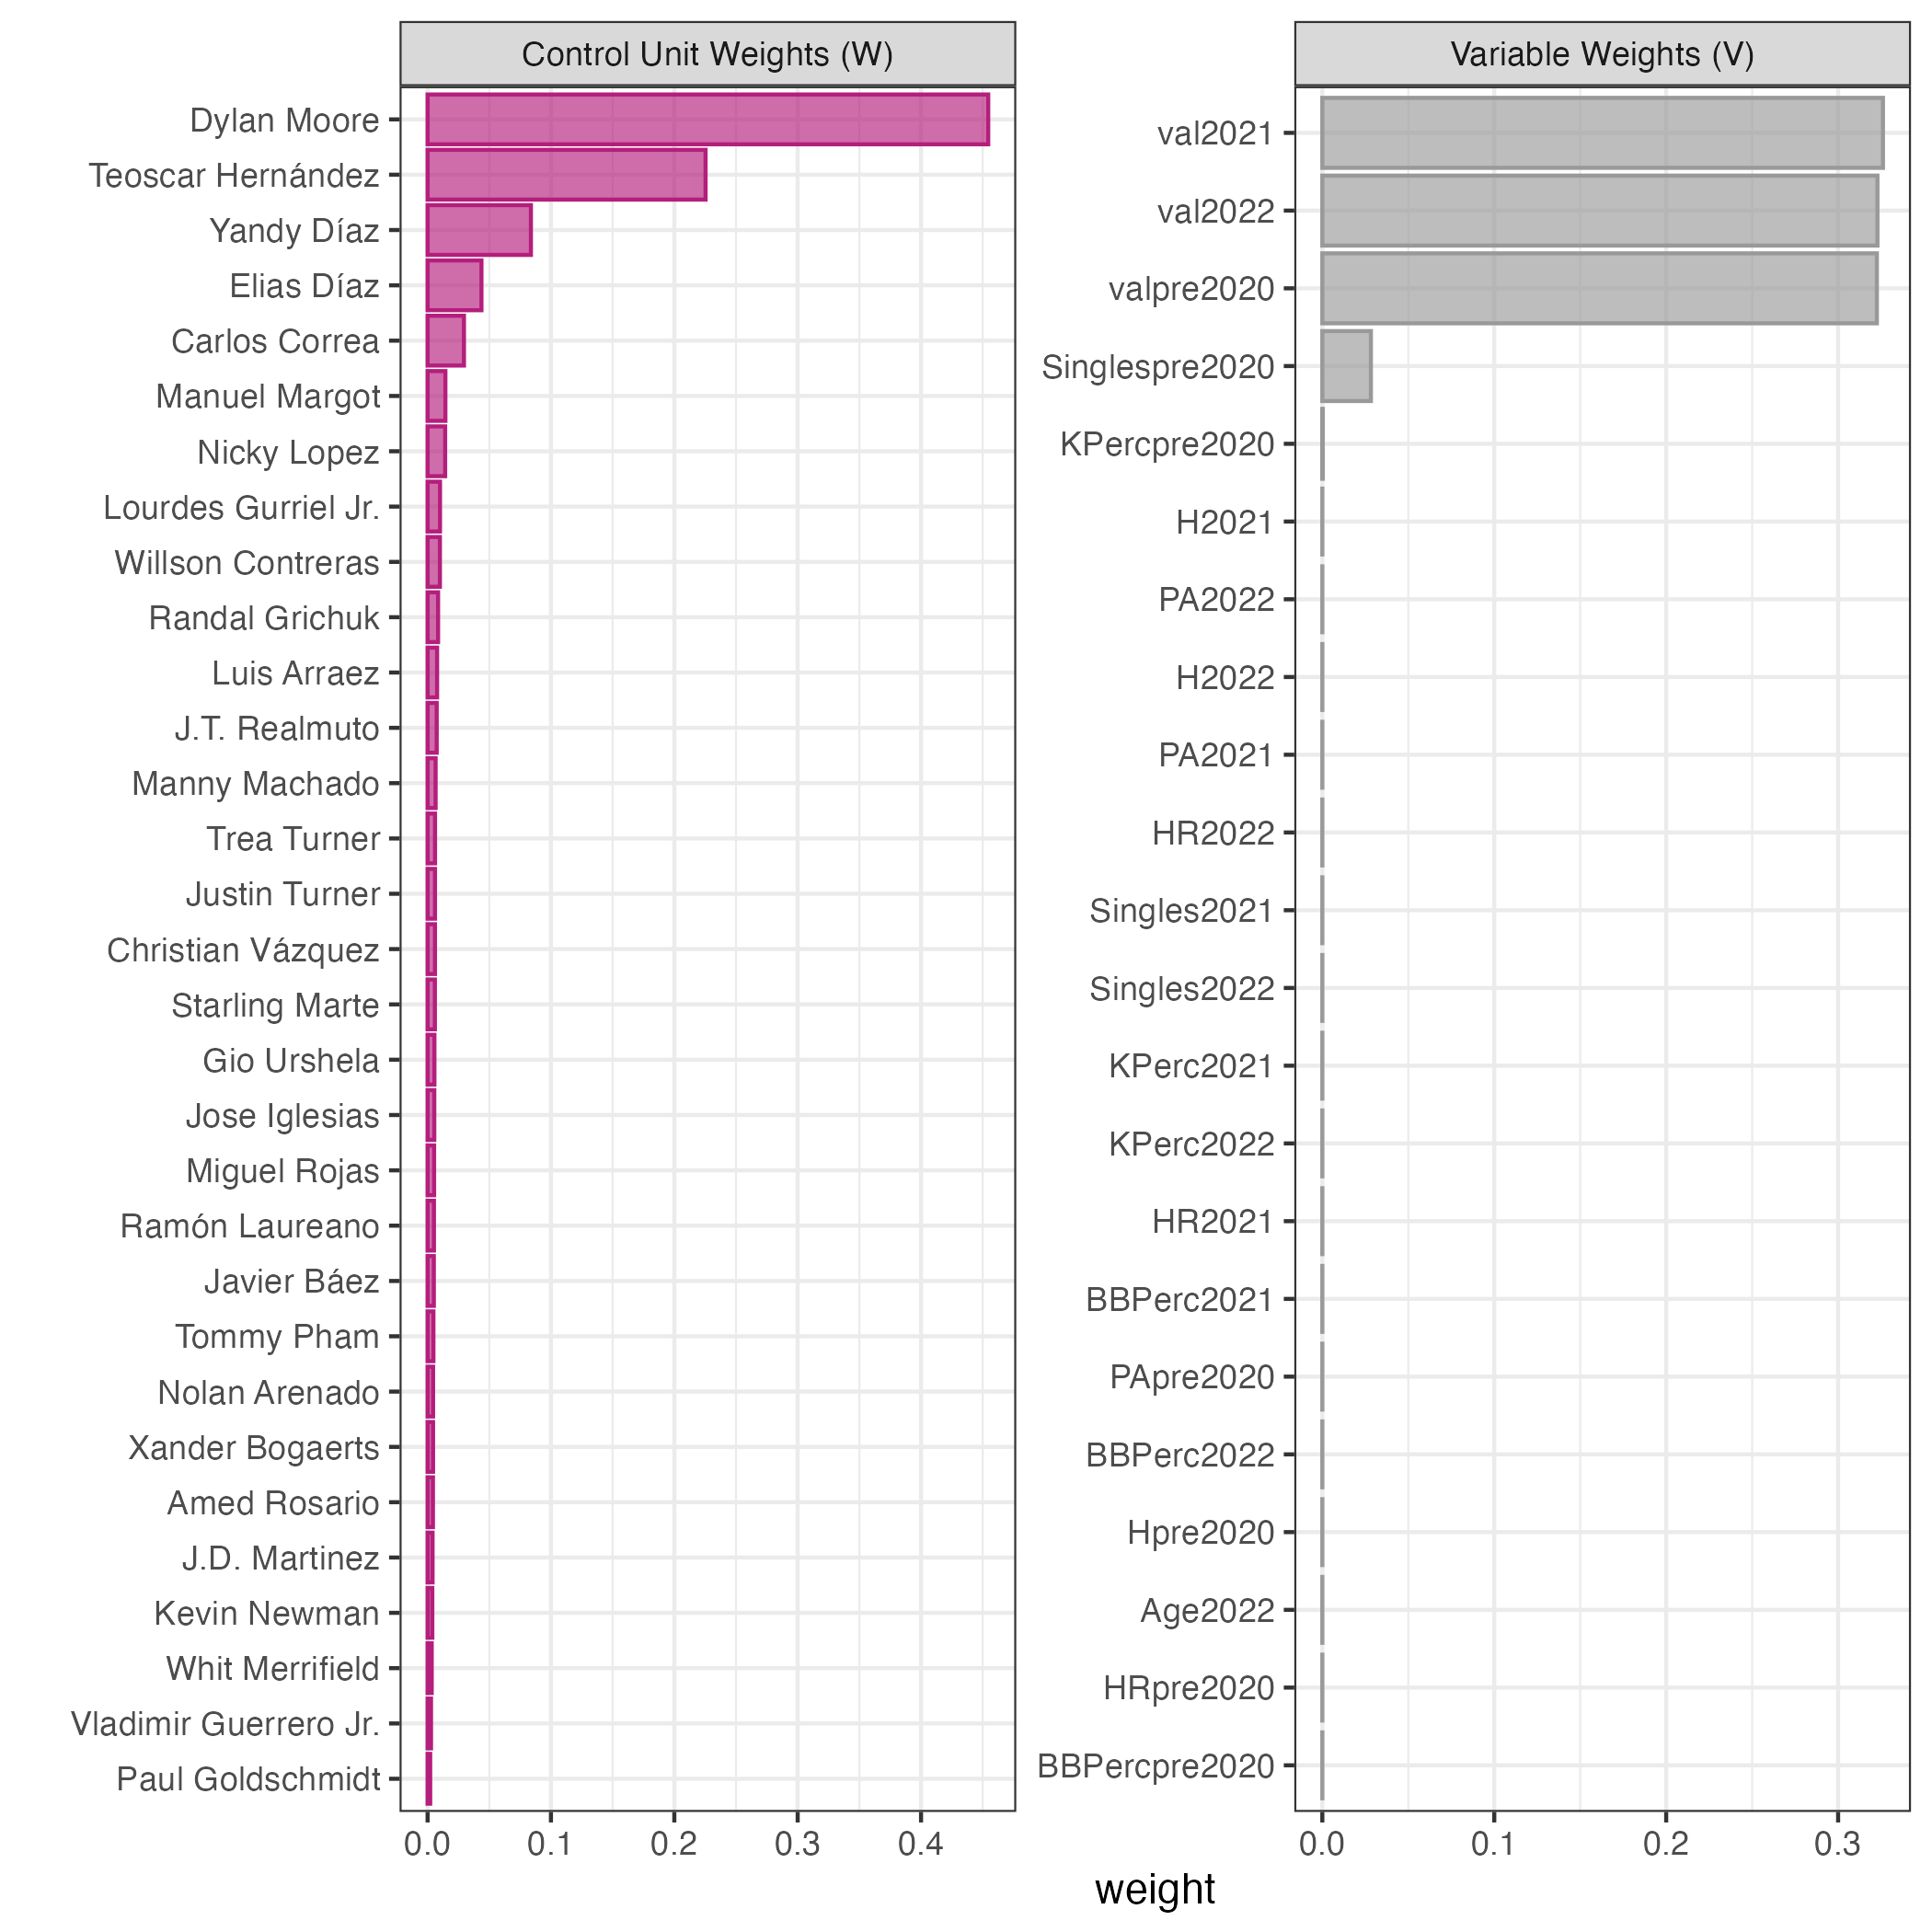 Control Unit Weights (W)
Dylan Moore
Teoscar Hernández
Yandy Díaz
Elias Díaz
Carlos Correa
Manuel Margot
Nicky Lopez
Lourdes Gurriel Jr.
Willson Contreras
Randal Grichuk
Luis Arraez
J.T. Realmuto
Manny Machado
Trea Turner
Justin Turner
Christian Vázquez
Starling Marte
Gio Urshela
Jose Iglesias
Miguel Rojas
Ramón Laureano
Javier Báez
Tommy Pham
Nolan Arenado
Xander Bogaerts
Amed Rosario
J.D. Martinez
Kevin Newman
Whit Merrifield
Vladimir Guerrero Jr.
Paul Goldschmidt
0.0 0.1 0.2 0.3 0.4
Variable Weights (V)
val2021
val2022
valpre2020
Singlespre2020
KPercpre2020
H2021
PA2022
H2022
PA2021
HR2022
Singles2021
Singles2022
KPerc2021
KPerc2022
HR2021
BBPerc2021
PApre2020
BBPerc2022
Hpre2020
Age2022
HRpre2020
BBPercpre2020
0.0 0.1 0.2 0.3
weight